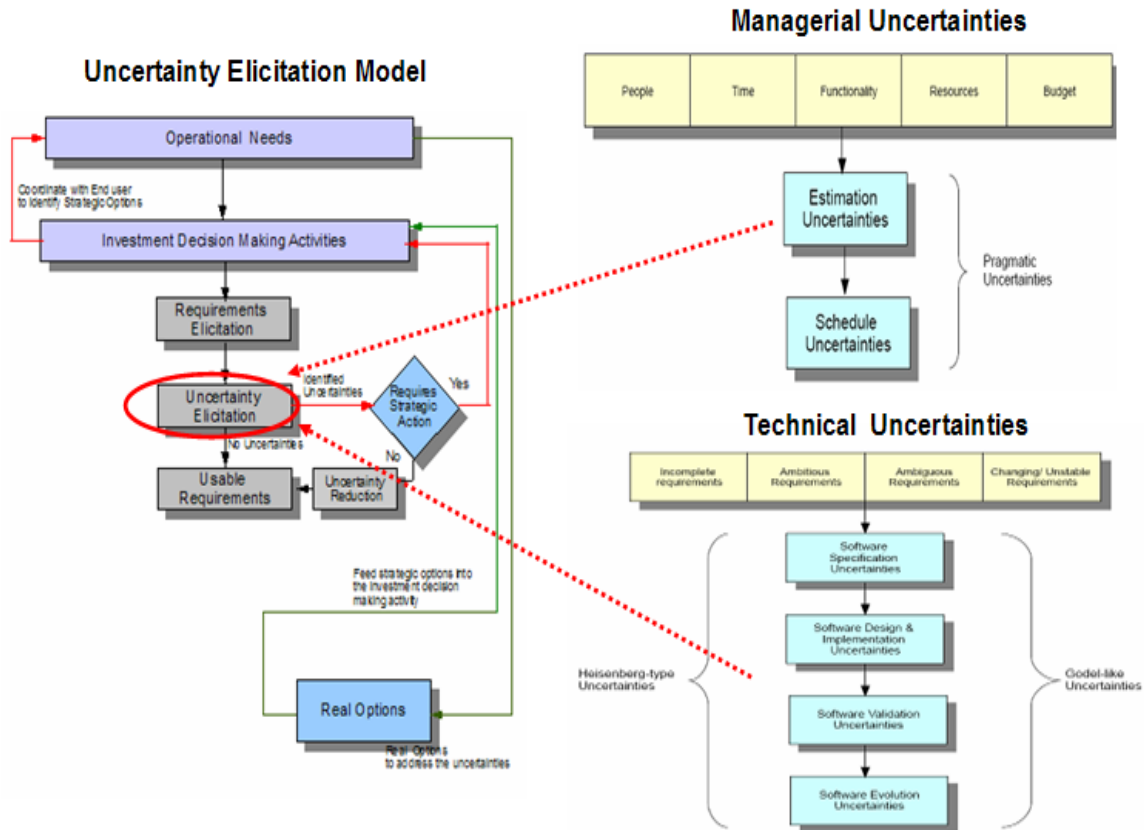 Uncertainty Elicitation Model
Operational Needs
Coordinate with End user
to Identify Strategic Options
Investment Decision Making Activities
Requirements
Elicitation
Uncertainty
Elicitation
Identified
Uncertainties
Requires
Strategic
Action
Yes
No Uncertainties
No
Usable
Requirements
Uncertainty
Reduction
Feed strategic options into
the investment decision
making activity
Real Options
Real Options
to address the uncertainties
Managerial Uncertainties
People
Time
Functionality
Resources
Budget
Estimation
Uncertainties
Pragmatic
Uncertainties
Schedule
Uncertainties
Technical Uncertainties
Incomplete
requirements
Ambitious
Requirements
Ambiguous
Requirements
Changing/ Unstable
Requirements
Software
Specification
Uncertainties
Software Design &
Implementation
Uncertainties
Heisenberg-type
Uncertainties
Godel-like
Uncertainties
Software Validation
Uncertainties
Software Evolution
Uncertainties